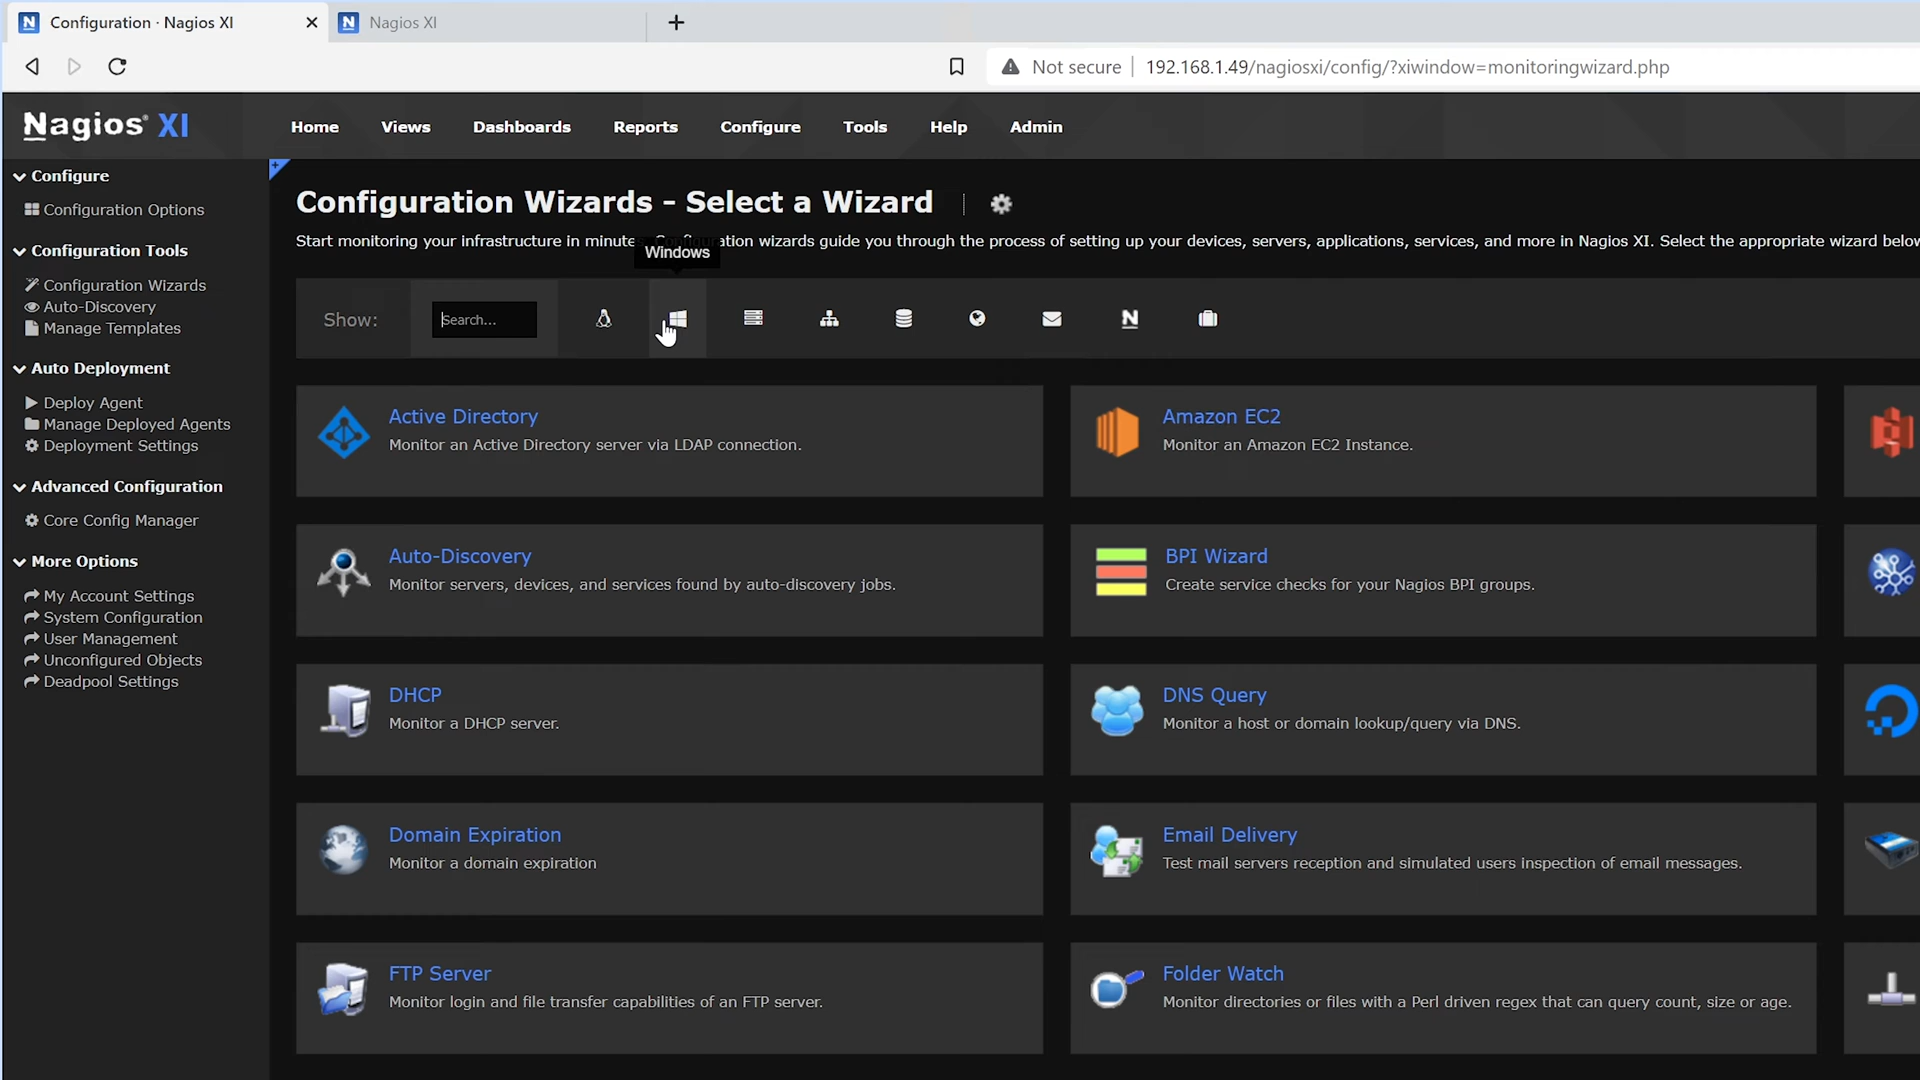 Configuration · Nagios XI
Nagios XI
Not secure
192.168.1.49/nagiosxi/config/?xiwindow=monitoringwizard.php
Nagios® XI
Home
Views
Dashboards
Reports
Configure
Tools
Help
Admin
Configure
Configuration Options
Configuration Tools
Configuration Wizards
Auto-Discovery
Manage Templates
Auto Deployment
Deploy Agent
Manage Deployed Agents
Deployment Settings
Advanced Configuration
Core Config Manager
More Options
My Account Settings
System Configuration
User Management
Unconfigured Objects
Deadpool Settings
Configuration Wizards - Select a Wizard
Start monitoring your infrastructure in minute Configuration wizards guide you through the process of setting up your devices, servers, applications, services, and more in Nagios XI. Select the appropriate wizard below
Windows
Show:
Search...
Active Directory
Monitor an Active Directory server via LDAP connection.
Amazon EC2
Monitor an Amazon EC2 Instance.
Auto-Discovery
Monitor servers, devices, and services found by auto-discovery jobs.
BPI Wizard
Create service checks for your Nagios BPI groups.
DHCP
Monitor a DHCP server.
DNS Query
Monitor a host or domain lookup/query via DNS.
Domain Expiration
Monitor a domain expiration
Email Delivery
Test mail servers reception and simulated users inspection of email messages.
FTP Server
Monitor login and file transfer capabilities of an FTP server.
Folder Watch
Monitor directories or files with a Perl driven regex that can query count, size or age.